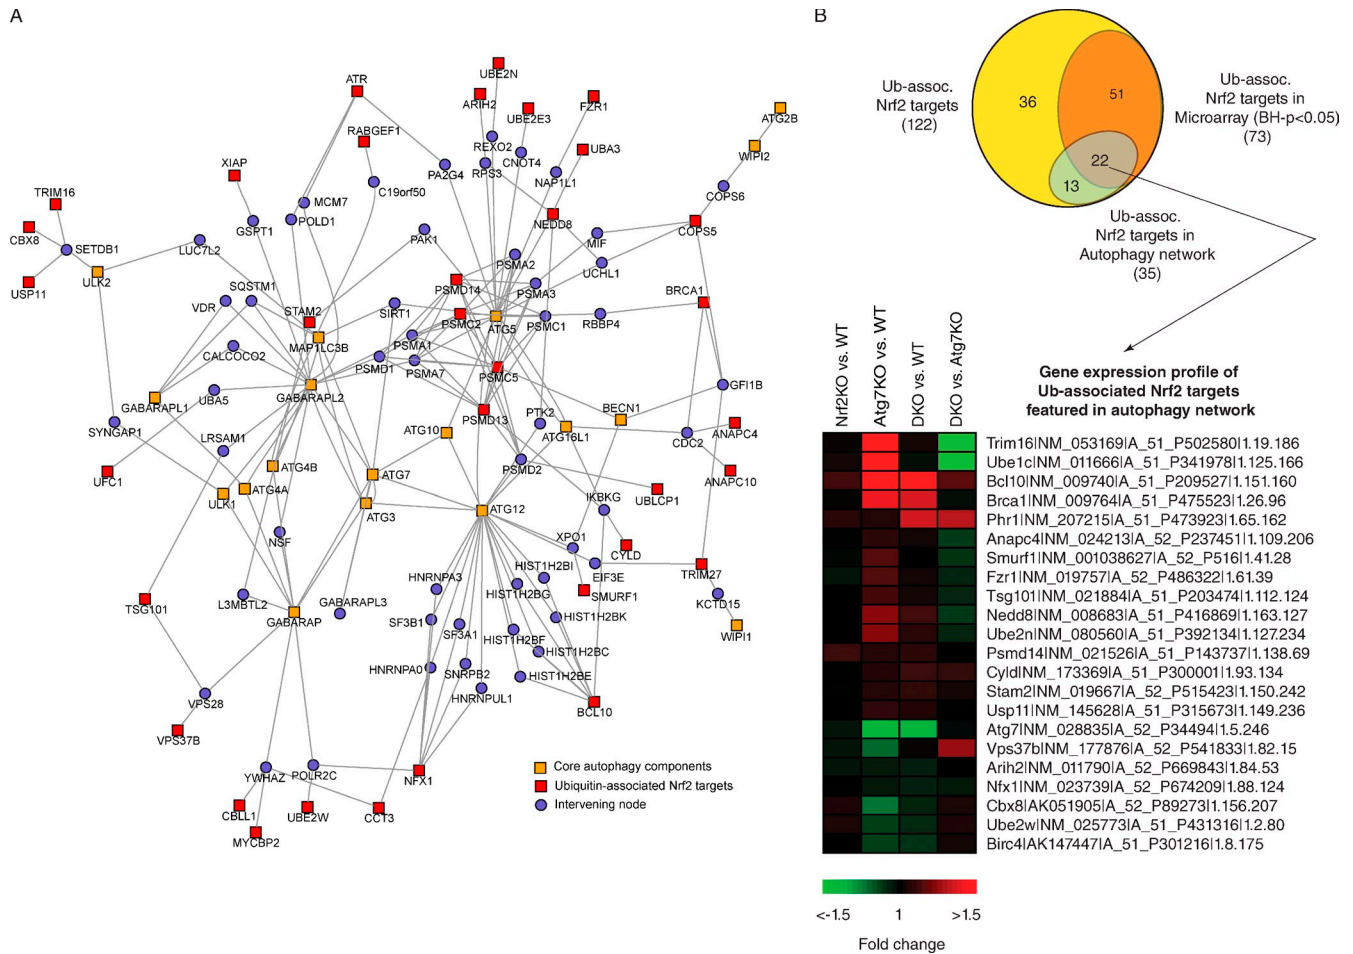 A
ATR
UBE2N
ARIH2
UBE2E3
FZR1
RABGEF1
REXO2
CNOT4
UBA3
XIAP
PA2G4
RPS3
NAP1L1
ATG2B
WIPI2
C19orf50
COPS6
TRIM16
MCM7
POLD1
GSPT1
CBX8
SETDB1
LUC7L2
PAK1
NEDD8
MIF
COPS5
ULK2
USP11
SQSTM1
VDR
PSMA2
UCHL1
PSMD14
PSMA3
BRCA1
STAM2
SIRT1
PSMC2
ATG5
PSMC1
RBBP4
MAP1LC3B
PSMA1
CALCOCO2
PSMD1
PSMA7
PSMC5
GABARAPL2
GFI1B
UBA5
GABARAPL1
PTK2
BECN1
PSMD13
SYNGAP1
LRSAM1
ATG10
ATG16L1
CDC2
ANAPC4
ATG4B
ATG7
PSMD2
ANAPC10
UFC1
ULK1
ATG4A
ATG3
ATG12
IKBKG
UBLCP1
NSF
XPO1
CYLD
EIF3E
TRIM27
HNRNPA3
HIST1H2BI
HIST1H2BG
SMURF1
KCTD15
TSG101
L3MBTL2
GABARAPL3
GABARAP
SF3B1
SF3A1
HIST1H2BK
HIST1H2BF
WIPI1
HIST1H2BC
HNRNPA0
SNRPB2
HIST1H2BE
HNRNPUL1
VPS28
BCL10
VPS37B
YWHAZ
POLR2C
NFX1
CBLL1
UBE2W
CCT3
MYCBP2
Core autophagy components
Ubiquitin-associated Nrf2 targets
Intervening node
B
Ub-assoc.
Nrf2 targets
(122)
36
51
22
13
Ub-assoc.
Nrf2 targets in
Microarray (BH-p<0.05)
(73)
Ub-assoc.
Nrf2 targets in
Autophagy network
(35)
Nrf2KO vs. WT
Atg7KO vs. WT
DKO vs. WT
DKO vs. Atg7KO
Gene expression profile of
Ub-associated Nrf2 targets
featured in autophagy network
Trim16|NM_053169|A_51_P502580|1.19.186
Ube1c|NM_011666|A_51_P341978|1.125.166
Bcl10|NM_009740|A_51_P209527|1.151.160
Brca1|NM_009764|A_51_P475523|1.26.96
Phr1|NM_207215|A_51_P473923|1.65.162
Anapc4|NM_024213|A_52_P237451|1.109.206
Smurf1|NM_001038627|A_52_P516|1.41.28
Fzr1|NM_019757|A_52_P486322|1.61.39
Tsg101|NM_021884|A_52_P203474|1.112.124
Nedd8|NM_008683|A_51_P416869|1.163.127
Ube2n|NM_080560|A_51_P392134|1.127.234
Psmd14|NM_021526|A_51_P143737|1.138.69
Cyld|NM_173369|A_51_P300001|1.93.134
Stam2|NM_019667|A_52_P515423|1.150.242
Usp11|NM_145628|A_51_P315673|1.149.236
Atg7|NM_028835|A_52_P34494|1.5.246
Vps37b|NM_177876|A_52_P541833|1.82.15
Arih2|NM_011790|A_52_P669843|1.84.53
Nfx1|NM_023739|A_52_P674209|1.88.124
Cbx8|AK051905|A_52_P89273|1.156.207
Ube2w|NM_025773|A_51_P431316|1.2.80
Birc4|AK147447|A_51_P301216|1.8.175
<-1.5 1 >1.5
Fold change